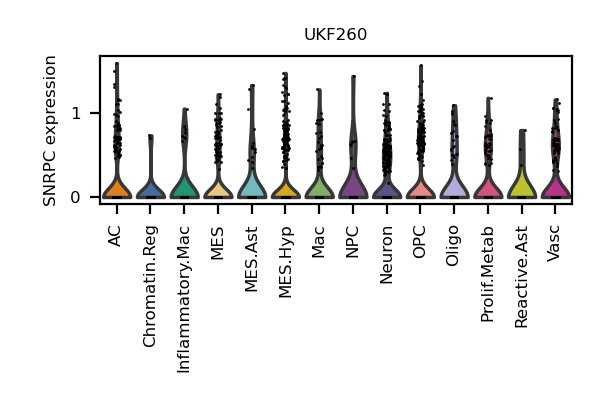 UKF260
SNRPC expression
1
0
AC
Chromatin.Reg
Inflammatory.Mac
MES
MES.Ast
MES.Hyp
Mac
NPC
Neuron
OPC
Oligo
Prolif.Metab
Reactive.Ast
Vasc